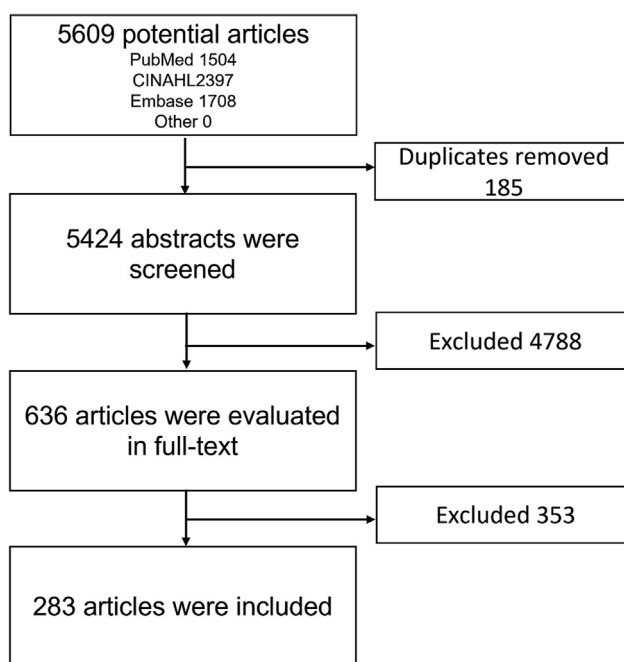 5609 potential articles
PubMed 1504
CINAHL2397
Embase 1708
Other 0
Duplicates removed
185
5424 abstracts were
screened
Excluded 4788
636 articles were evaluated
in full-text
Excluded 353
283 articles were included